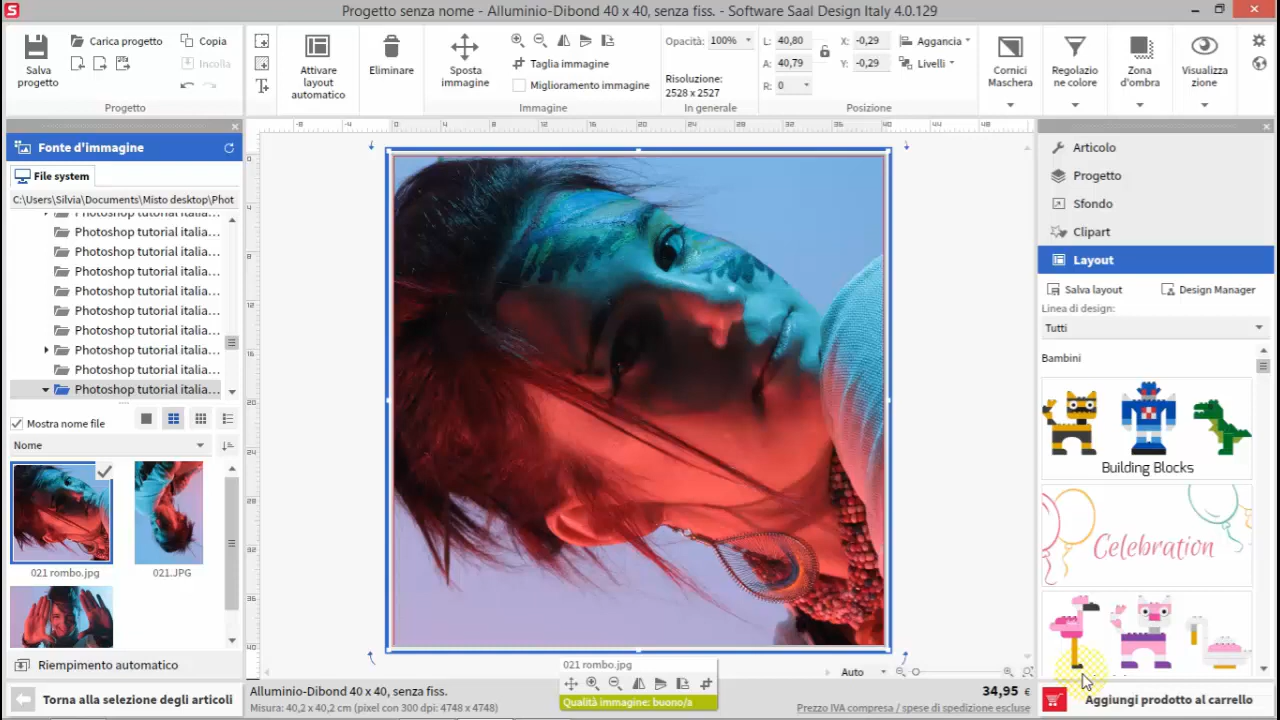 Progetto senza nome - Alluminio-Dibond 40 x 40, senza fiss. - Software Saal Design Italy 4.0.129
Salva progetto
Carica progetto
Copia
Incolla
Progetto
Attivare layout automatico
Eliminare
Sposta immagine
Taglia immagine
Miglioramento immagine
Immagine
Opacità: 100%
Risoluzione:
2528 x 2527
In generale
L: 40,80
A: 40,79
R: 0
X: -0,29
Y: -0,29
Aggancia
Livelli
Posizione
Cornici Maschera
Regolazione colore
Zona d'ombra
Visualizzazione
Fonte d'immagine
File system
C:\Users\Silvia\Documents\Misto desktop\Phot
Photoshop tutorial italia...
Photoshop tutorial italia...
Photoshop tutorial italia...
Photoshop tutorial italia...
Photoshop tutorial italia...
Photoshop tutorial italia...
Photoshop tutorial italia...
Photoshop tutorial italia...
Photoshop tutorial italia...
Photoshop tutorial italia...
Mostra nome file
Nome
021 rombo.jpg
021.JPG
Riempimento automatico
Torna alla selezione degli articoli
021 rombo.jpg
Qualità immagine: buono/a
Auto
Alluminio-Dibond 40 x 40, senza fiss.
Misura: 40,2 x 40,2 cm (pixel con 300 dpi: 4748 x 4748)
34,95 €
Prezzo IVA compresa / spese di spedizione escluse
Articolo
Progetto
Sfondo
Clipart
Layout
Salva layout
Design Manager
Linea di design:
Tutti
Bambini
Building Blocks
Celebration
Aggiungi prodotto al carrello